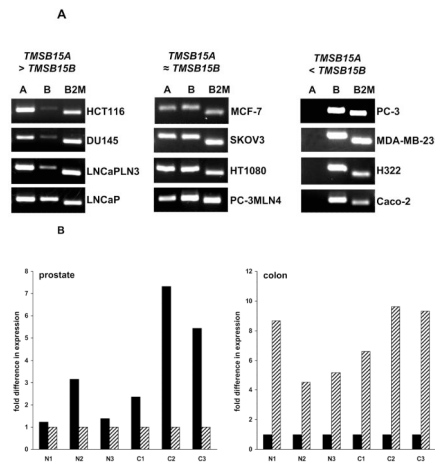 A
TMSB15A
> TMSB15B
TMSB15A
≈ TMSB15B
TMSB15A
< TMSB15B
A B B2M
A B B2M
A B B2M
HCT116
MCF-7
PC-3
DU145
SKOV3
MDA-MB-23
LNCaPLN3
HT1080
H322
LNCaP
PC-3MLN4
Caco-2
B
prostate
fold difference in expression
8
7
6
5
4
3
2
1
0
N1 N2 N3 C1 C2 C3
colon
fold difference in expression
12
10
8
6
4
2
0
N1 N2 N3 C1 C2 C3